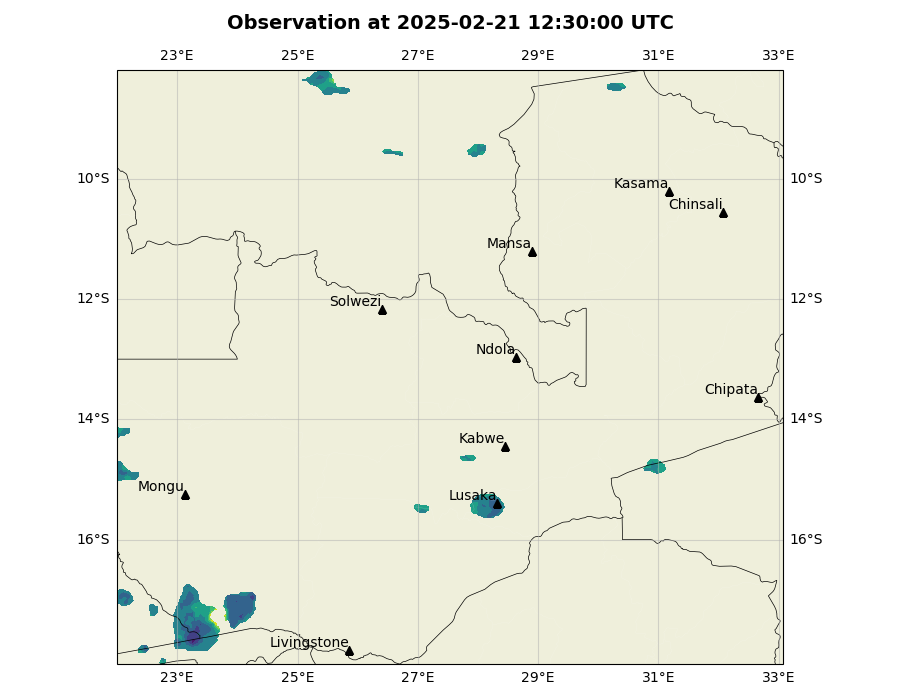 Observation at 2025-02-21 12:30:00 UTC
23°E 25°E 27°E 29°E 31°E 33°E
10°S 10°S
Kasama
Chinsali
Mansa
12°S 12°S
Solwezi
Ndola
Chipata
14°S 14°S
Kabwe
Mongu
Lusaka
16°S 16°S
Livingstone
23°E 25°E 27°E 29°E 31°E 33°E